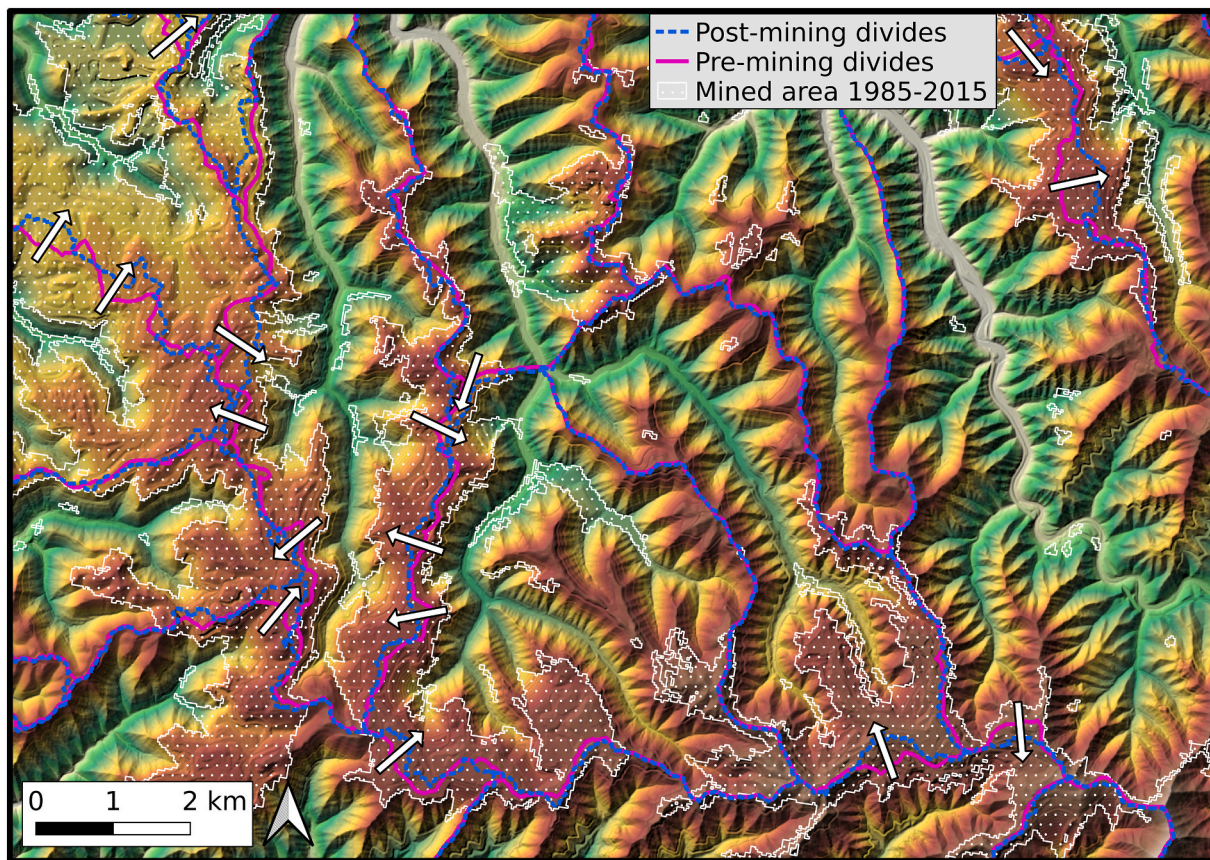 Post-mining divides
Pre-mining divides
Mined area 1985-2015
0 1 2 km